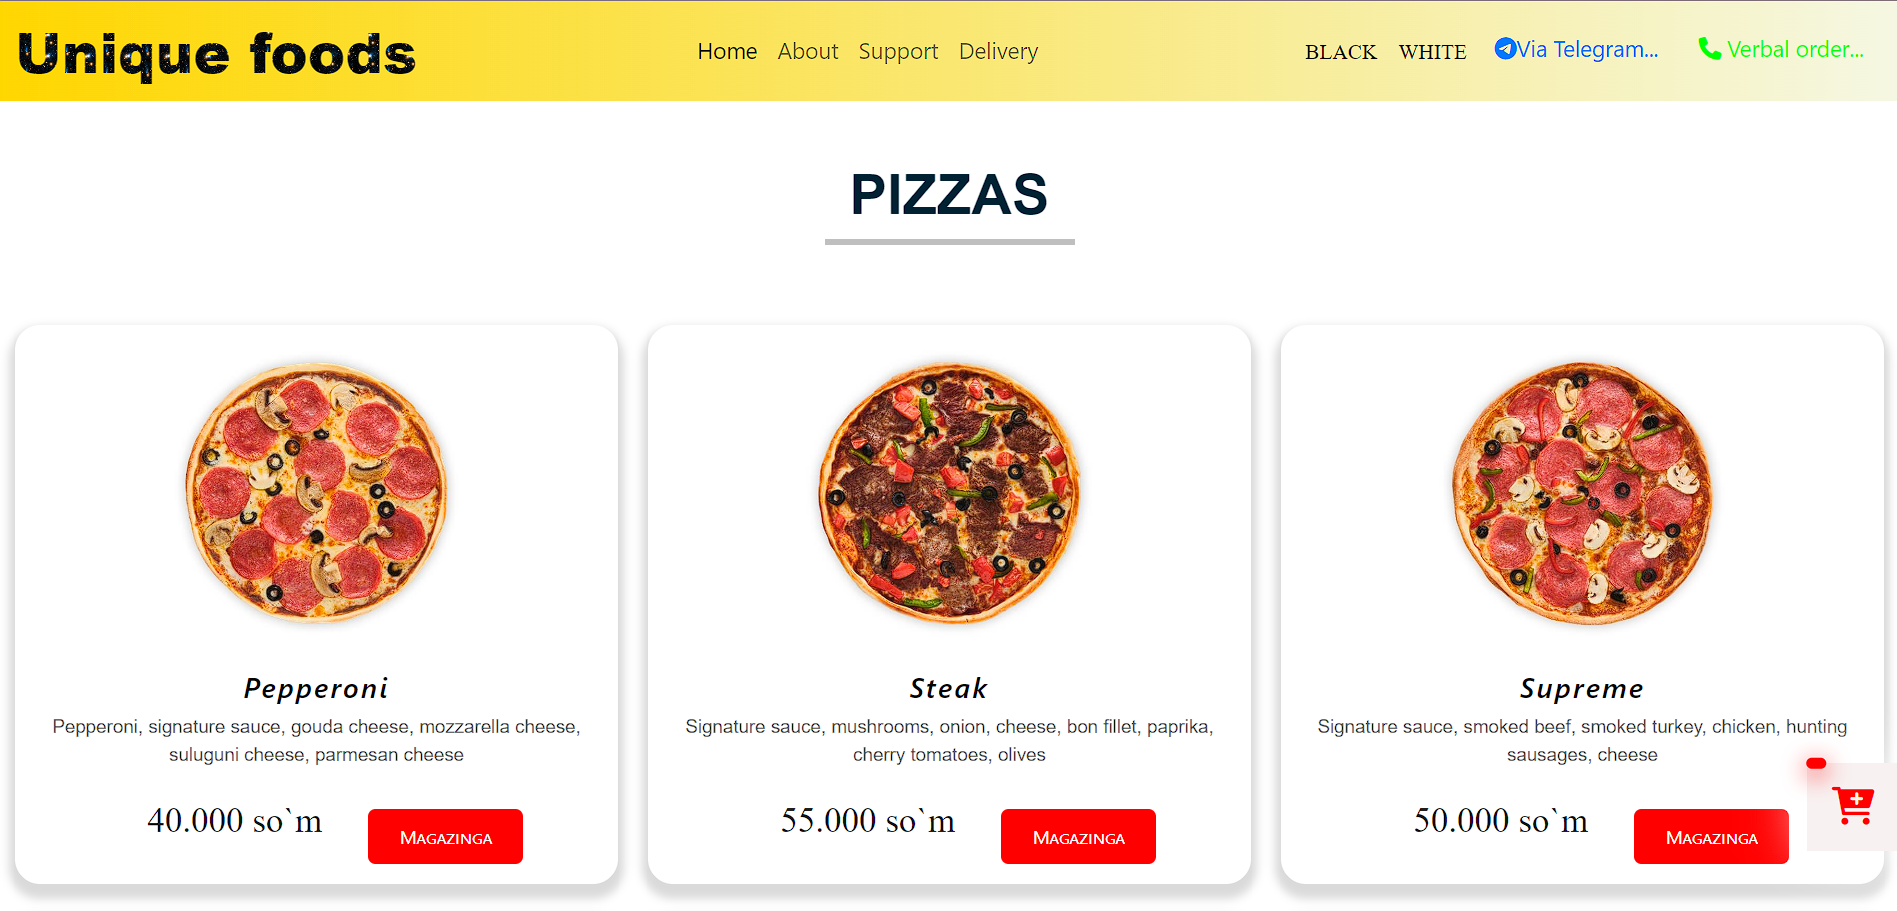 Unique foods
Home About Support Delivery
BLACK WHITE Via Telegram... Verbal order...
PIZZAS
Pepperoni
Pepperoni, signature sauce, gouda cheese, mozzarella cheese,
suluguni cheese, parmesan cheese
40.000 so`m Magazinga
Steak
Signature sauce, mushrooms, onion, cheese, bon fillet, paprika,
cherry tomatoes, olives
55.000 so`m Magazinga
Supreme
Signature sauce, smoked beef, smoked turkey, chicken, hunting
sausages, cheese
50.000 so`m Magazinga